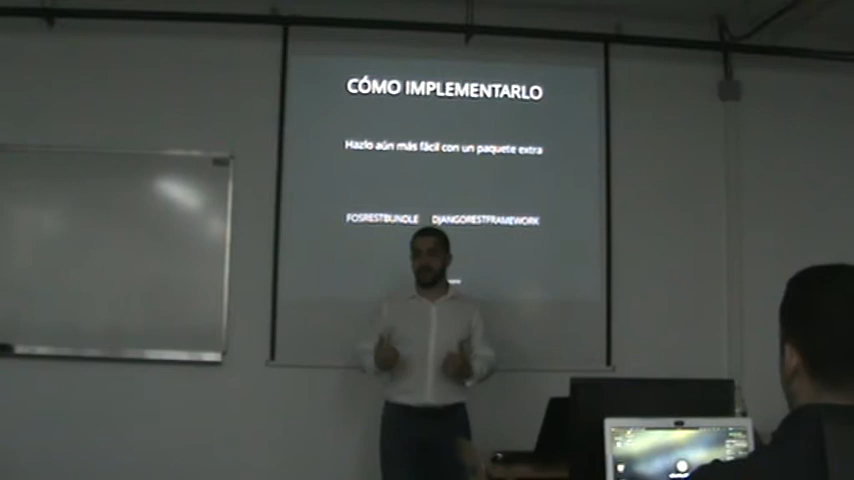 CÓMO IMPLEMENTARLO
Hazlo aún más fácil con un paquete extra
FOSRESTBUNDLE DJANGORESTFRAMEWORK